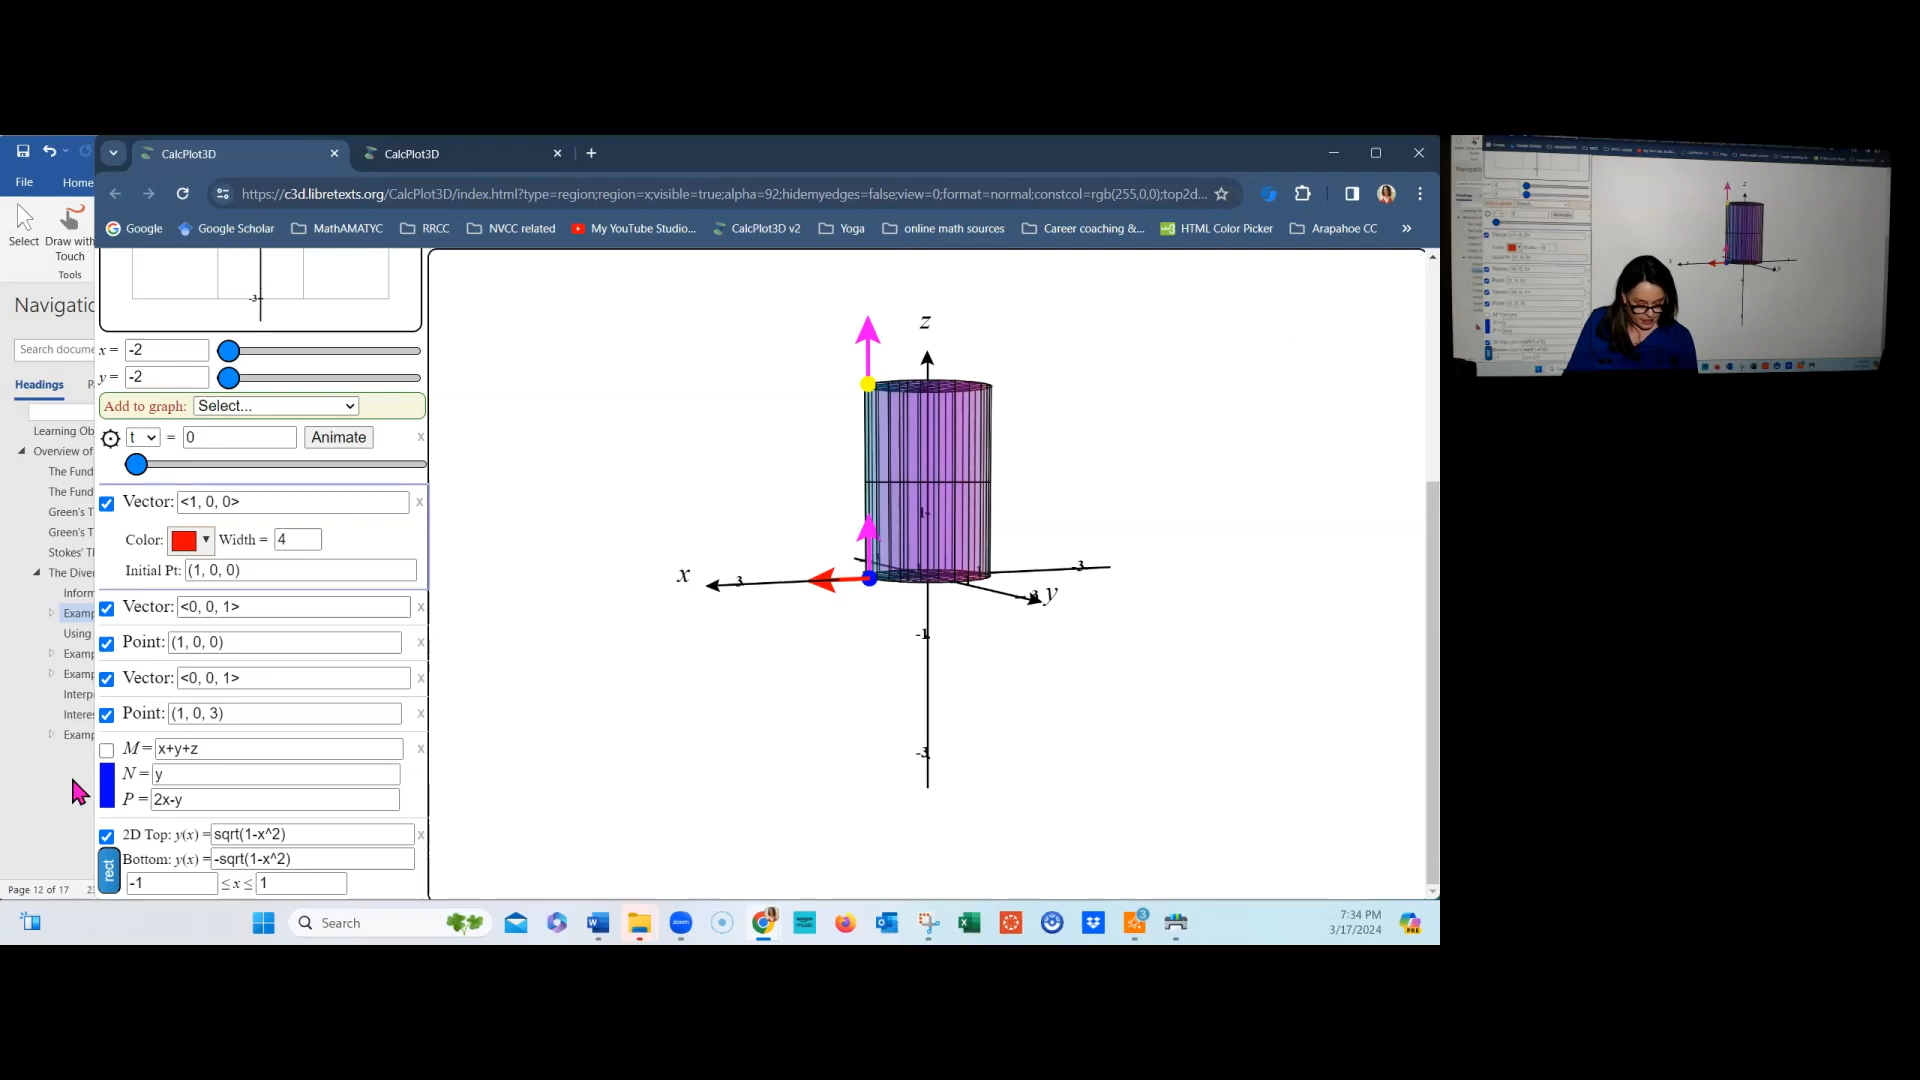 CalcPlot3D
CalcPlot3D
File
Home
https://c3d.libretexts.org/CalcPlot3D/index.html?type=region;region=x;visible=true;alpha=92;hidemyedges=false;view=0;format=normal;constcol=rgb(255,0,0);top2d...
Google
Google Scholar
MathAMATYC
RRCC
NVCC related
My YouTube Studio...
CalcPlot3D v2
Yoga
online math sources
Career coaching &...
HTML Color Picker
Arapahoe CC
»
Select
Draw with
Touch
Tools
Navigatio
Search docume
Headings
P
Learning Ob
Overview of
The Fund
The Fund
Green's T
Green's T
Stokes' Th
The Diver
Inform
Examp
Using
Examp
Examp
Interp
Interes
Examp
Page 12 of 17
-3
x = -2
y = -2
Add to graph: Select...
t = 0 Animate x
Vector: <1, 0, 0> x
Color: Width = 4
Initial Pt: (1, 0, 0)
Vector: <0, 0, 1> x
Point: (1, 0, 0) x
Vector: <0, 0, 1> x
Point: (1, 0, 3) x
M = x+y+z x
N = y
P = 2x-y
2D Top: y(x) = sqrt(1-x^2) x
Bottom: y(x) = -sqrt(1-x^2)
rect
-1 ≤ x ≤ 1
z
1
x
3
-3
3
y
-1
-3
Search
3
7:34 PM
3/17/2024
PRE